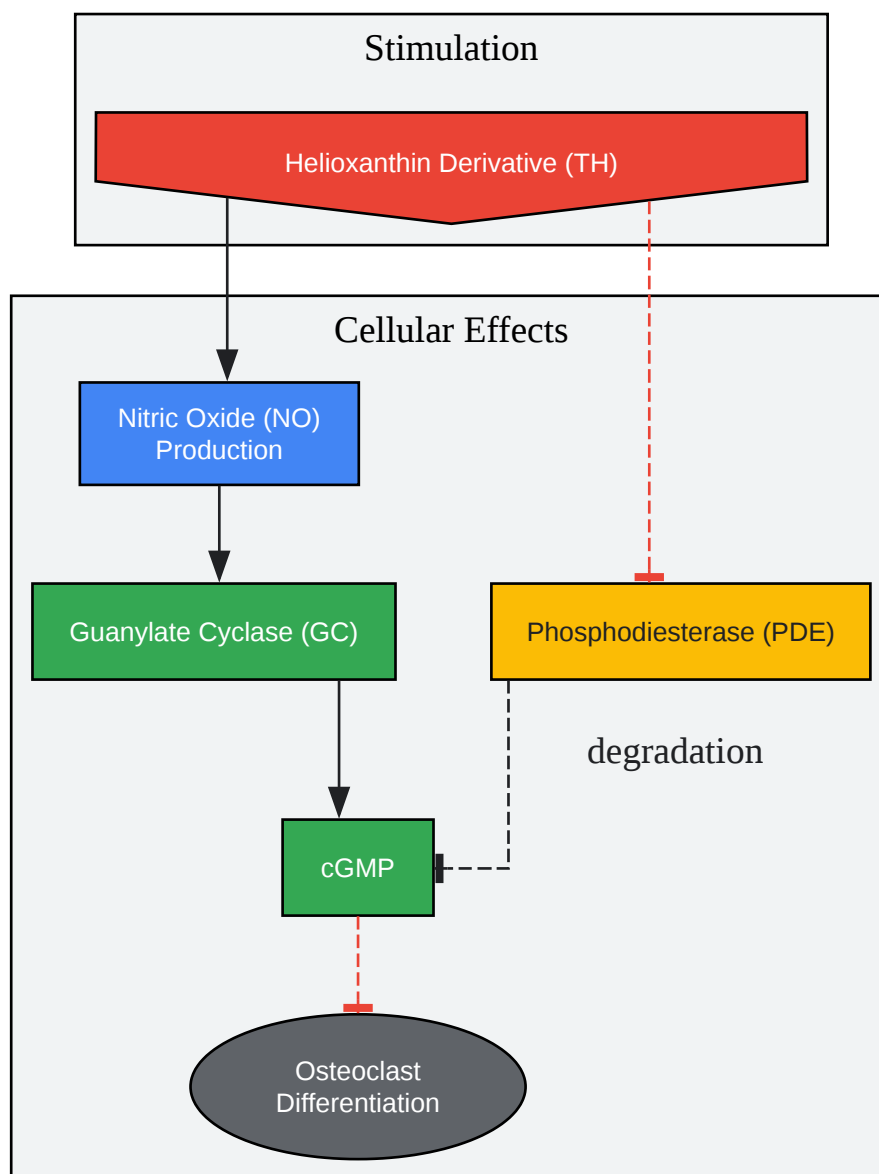 Stimulation
Helioxanthin Derivative (TH)
Cellular Effects
Nitric Oxide (NO)
Production
Guanylate Cyclase (GC)
Phosphodiesterase (PDE)
degradation
cGMP
Osteoclast
Differentiation